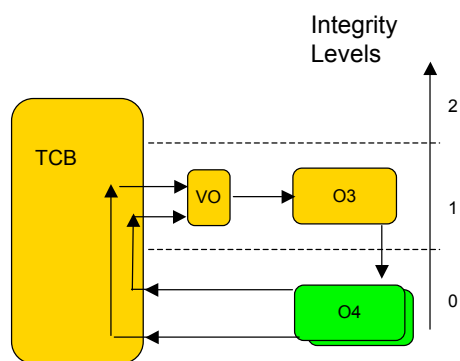 Integrity
Levels
2
TCB
VO
O3
1
O4
0